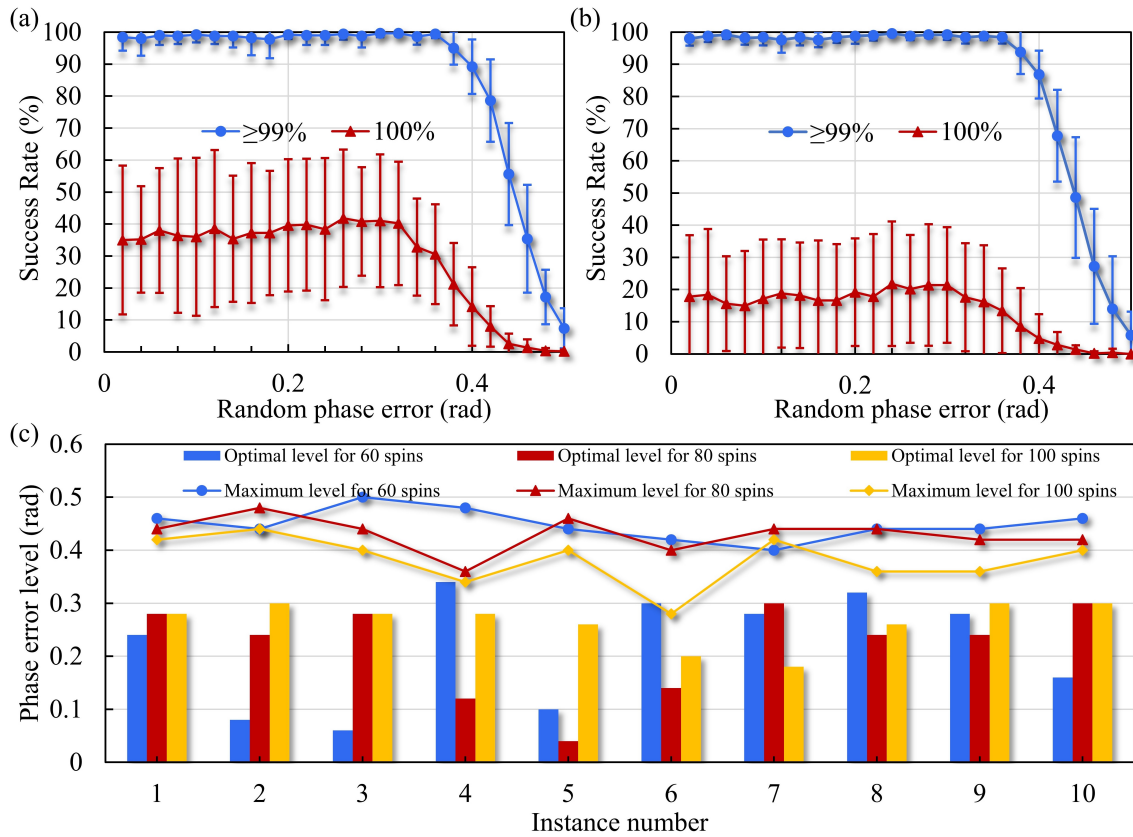 (a)
100
90
80
70
60
50
40
30
20
10
0
Success Rate (%)
≥99% 100%
0 0.2 0.4
Random phase error (rad)
(b)
100
90
80
70
60
50
40
30
20
10
0
Success Rate (%)
≥99% 100%
0 0.2 0.4
Random phase error (rad)
(c)
0.6
0.5
0.4
0.3
0.2
0.1
0
Phase error level (rad)
Optimal level for 60 spins Optimal level for 80 spins Optimal level for 100 spins
Maximum level for 60 spins Maximum level for 80 spins Maximum level for 100 spins
1 2 3 4 5 6 7 8 9 10
Instance number